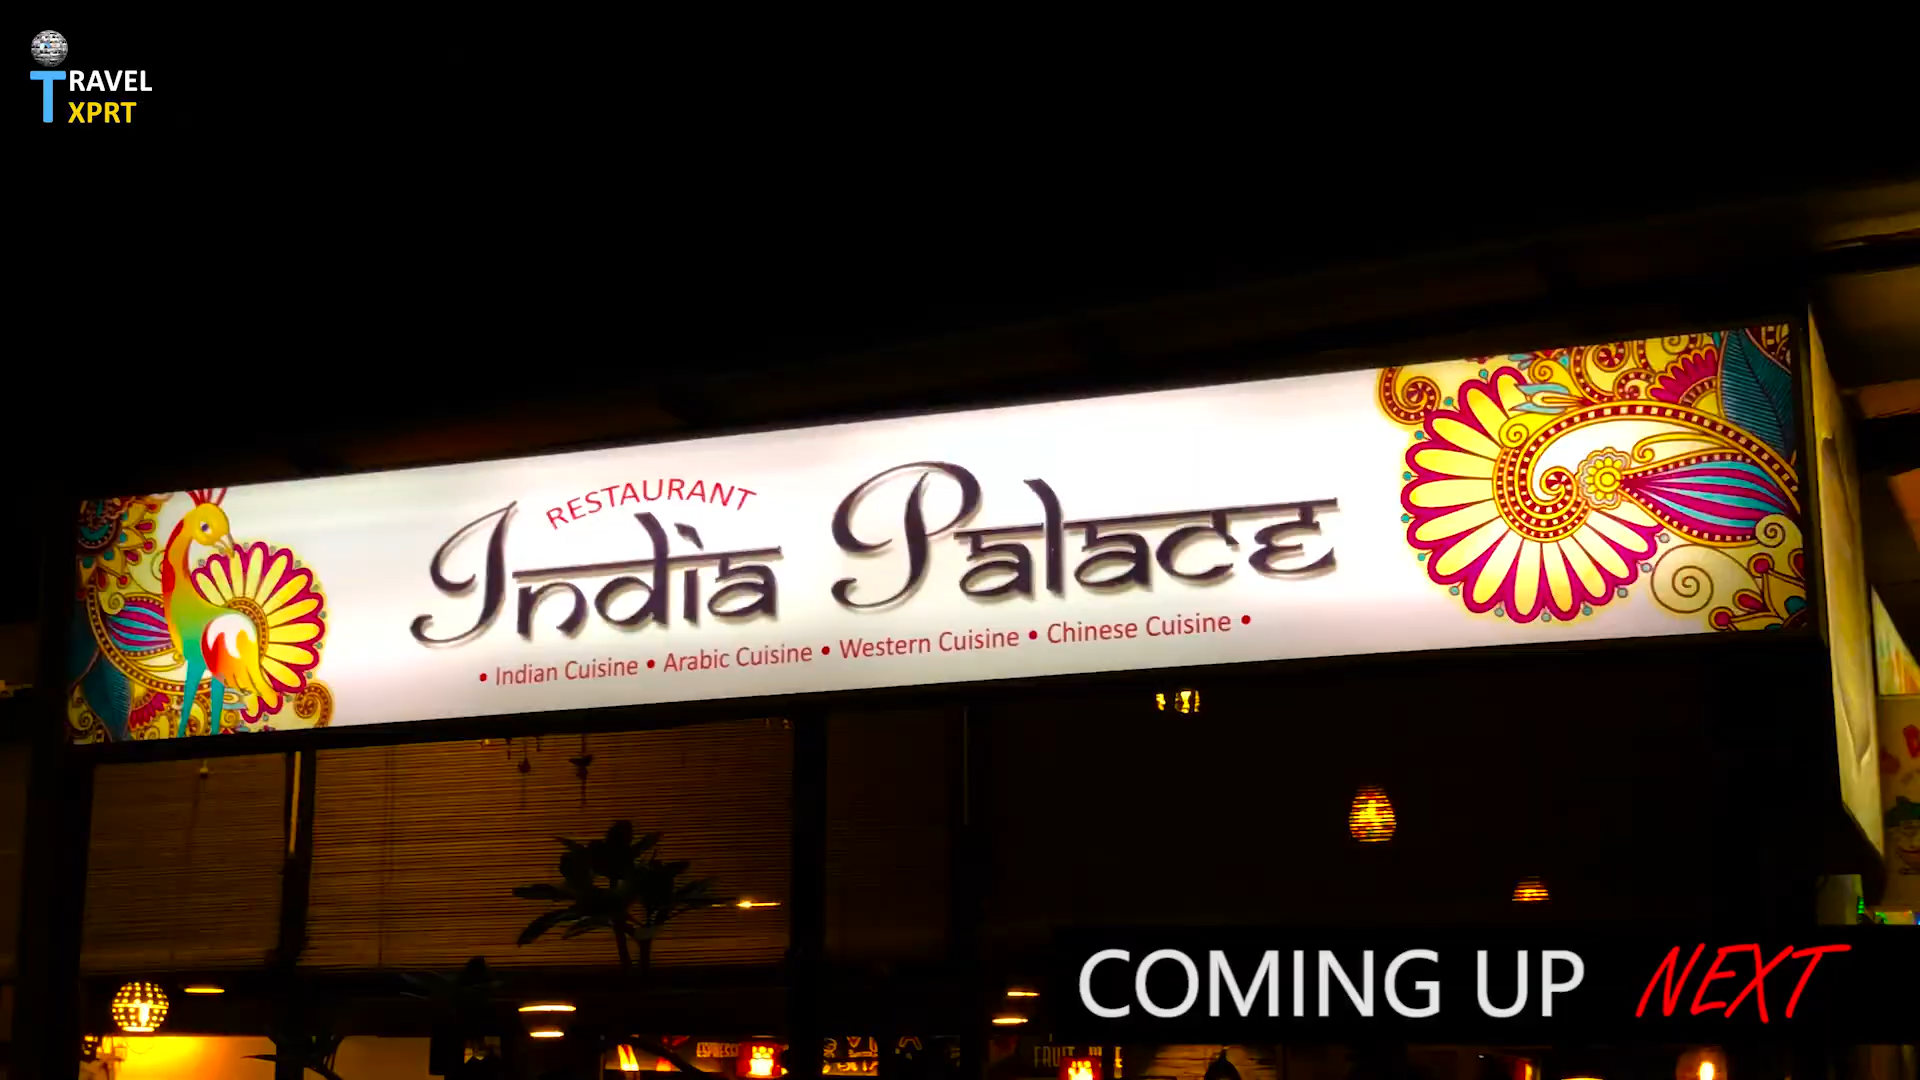 TRAVEL
XPRT
RESTAURANT
India Palace
• Indian Cuisine • Arabic Cuisine • Western Cuisine • Chinese Cuisine •
COMING UP NEXT